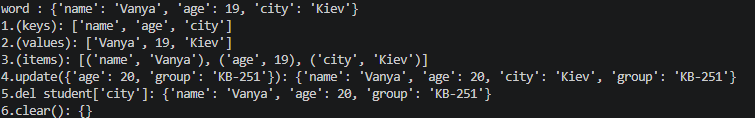 word : {'name': 'Vanya', 'age': 19, 'city': 'Kiev'}
1.(keys): ['name', 'age', 'city']
2.(values): ['Vanya', 19, 'Kiev']
3.(items): [('name', 'Vanya'), ('age', 19), ('city', 'Kiev')]
4.update({'age': 20, 'group': 'KB-251'}): {'name': 'Vanya', 'age': 20, 'city': 'Kiev', 'group': 'KB-251'}
5.del student['city']: {'name': 'Vanya', 'age': 20, 'group': 'KB-251'}
6.clear(): {}